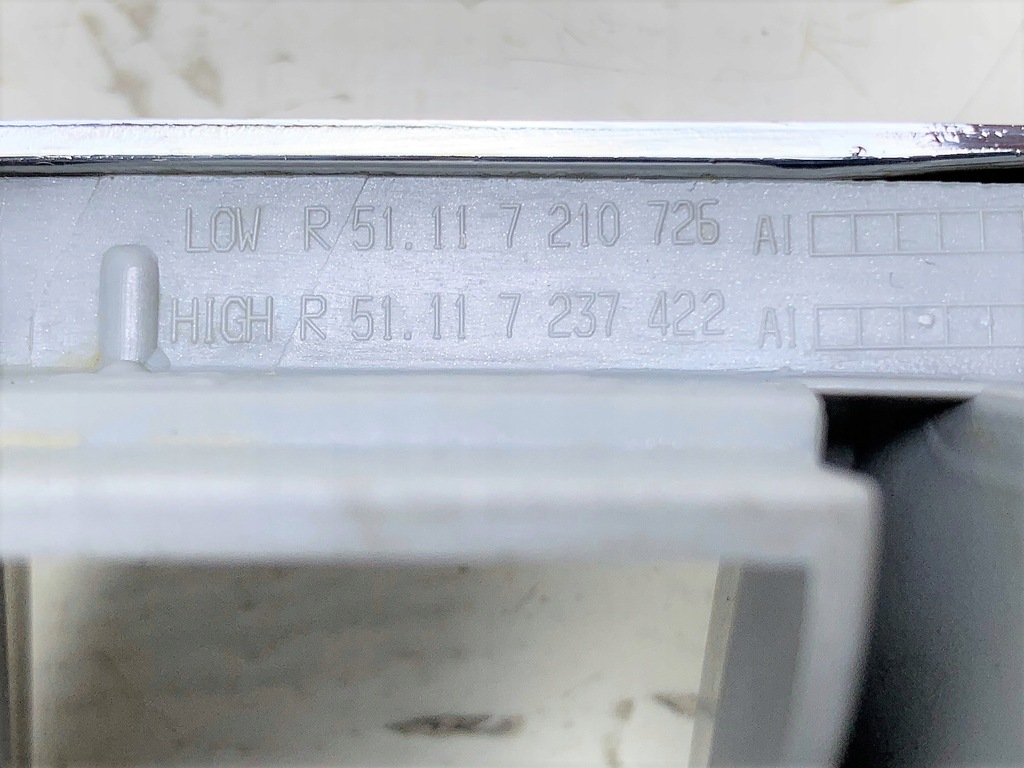 LOW R 51.11 7 210 726 AI
HIGH R 51.11 7 237 422 AI